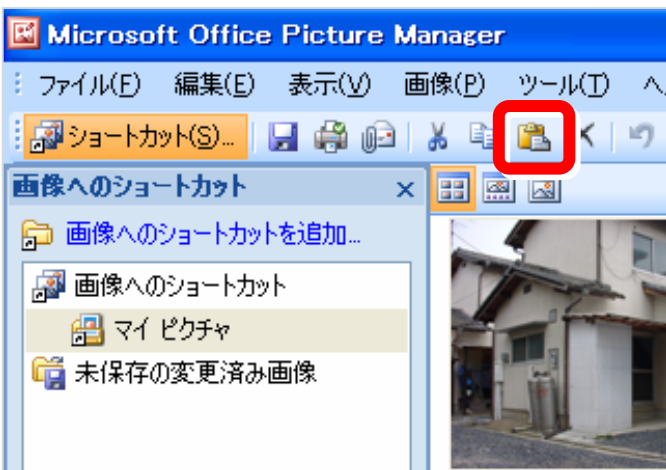 Microsoft Office Picture Manager
ファイル(F) 編集(E) 表示(V) 画像(P) ツール(T) ヘ
ショートカット(S)...
画像へのショートカット
画像へのショートカットを追加...
画像へのショートカット
マイ ピクチャ
未保存の変更済み画像